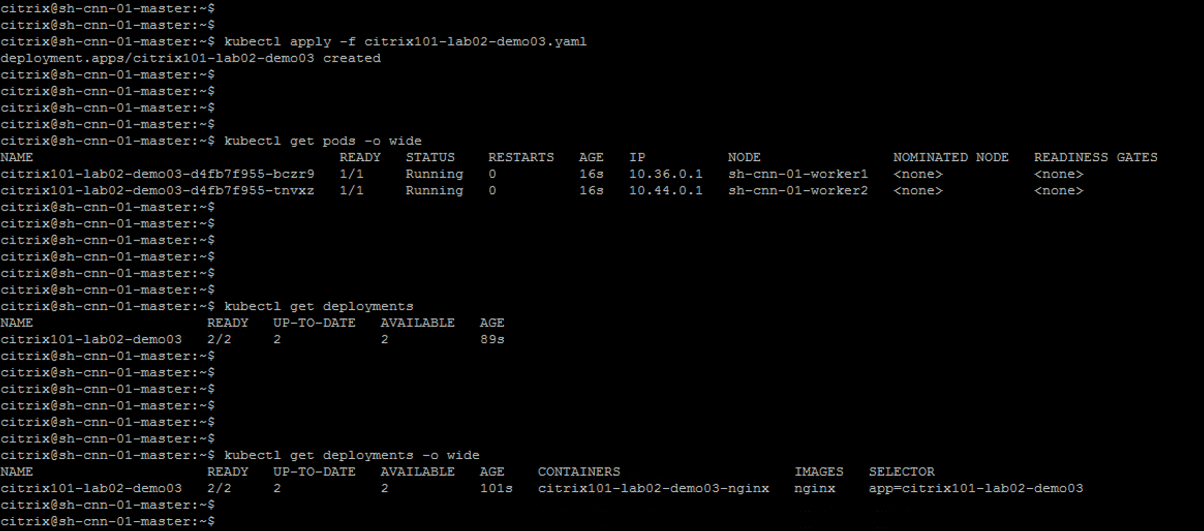 citrix@sh-cnn-01-master:~$
citrix@sh-cnn-01-master:~$
citrix@sh-cnn-01-master:~$ kubectl apply -f citrix101-lab02-demo03.yaml
deployment.apps/citrix101-lab02-demo03 created
citrix@sh-cnn-01-master:~$
citrix@sh-cnn-01-master:~$
citrix@sh-cnn-01-master:~$
citrix@sh-cnn-01-master:~$
citrix@sh-cnn-01-master:~$ kubectl get pods -o wide
NAME READY STATUS RESTARTS AGE IP NODE NOMINATED NODE READINESS GATES
citrix101-lab02-demo03-d4fb7f955-bczr9 1/1 Running 0 16s 10.36.0.1 sh-cnn-01-worker1 <none> <none>
citrix101-lab02-demo03-d4fb7f955-tnvxz 1/1 Running 0 16s 10.44.0.1 sh-cnn-01-worker2 <none> <none>
citrix@sh-cnn-01-master:~$
citrix@sh-cnn-01-master:~$
citrix@sh-cnn-01-master:~$
citrix@sh-cnn-01-master:~$
citrix@sh-cnn-01-master:~$
citrix@sh-cnn-01-master:~$
citrix@sh-cnn-01-master:~$ kubectl get deployments
NAME READY UP-TO-DATE AVAILABLE AGE
citrix101-lab02-demo03 2/2 2 2 89s
citrix@sh-cnn-01-master:~$
citrix@sh-cnn-01-master:~$
citrix@sh-cnn-01-master:~$
citrix@sh-cnn-01-master:~$
citrix@sh-cnn-01-master:~$
citrix@sh-cnn-01-master:~$
citrix@sh-cnn-01-master:~$ kubectl get deployments -o wide
NAME READY UP-TO-DATE AVAILABLE AGE CONTAINERS IMAGES SELECTOR
citrix101-lab02-demo03 2/2 2 2 101s citrix101-lab02-demo03-nginx nginx app=citrix101-lab02-demo03
citrix@sh-cnn-01-master:~$
citrix@sh-cnn-01-master:~$